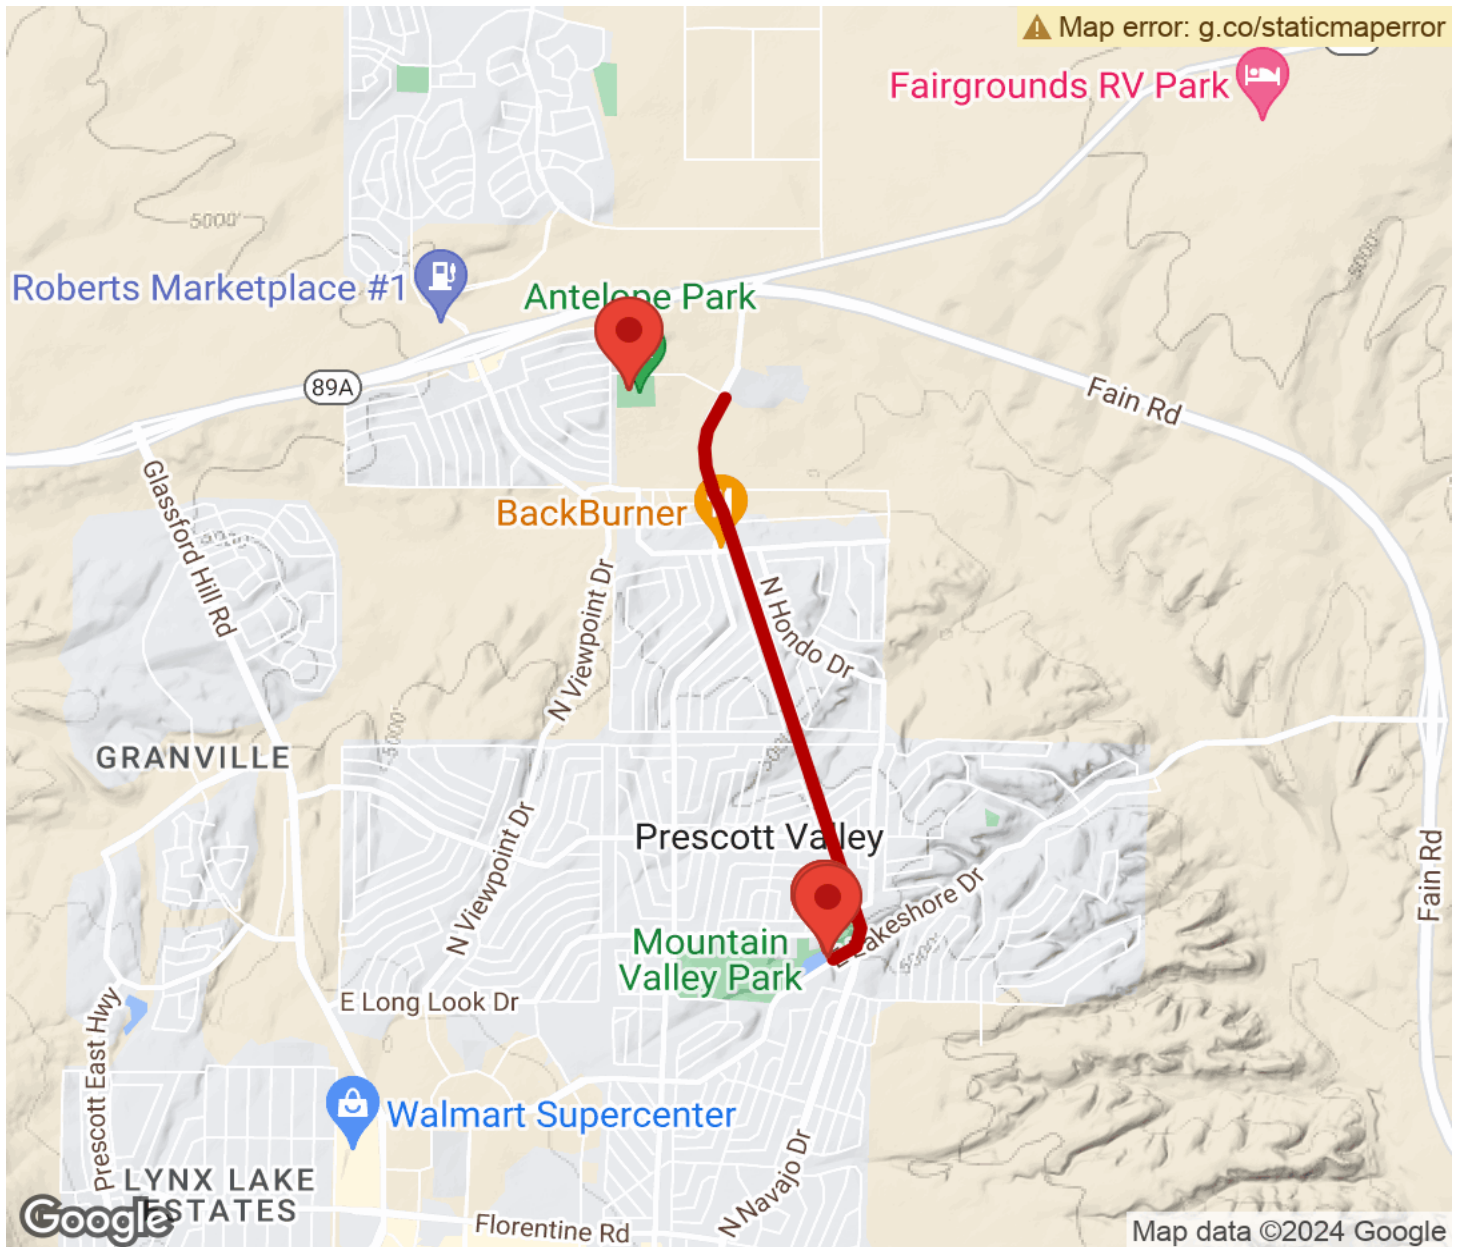 Map error: g.co/staticmaperror
Fairgrounds RV Park
5000'
5000'
Roberts Marketplace #1
Antelope Park
89A
Fain Rd
Glassford Hill Rd
BackBurner
N Viewpoint Dr
N Hondo Dr
5000'
GRANVILLE
Prescott Valley
N Viewpoint Dr
Fain Rd
E Lakeshore Dr
Mountain
Valley Park
5000'
E Long Look Dr
Prescott East Hwy
Walmart Supercenter
N Navajo Dr
LYNX LAKE
ESTATES
Google
Florentine Rd
Map data ©2024 Google